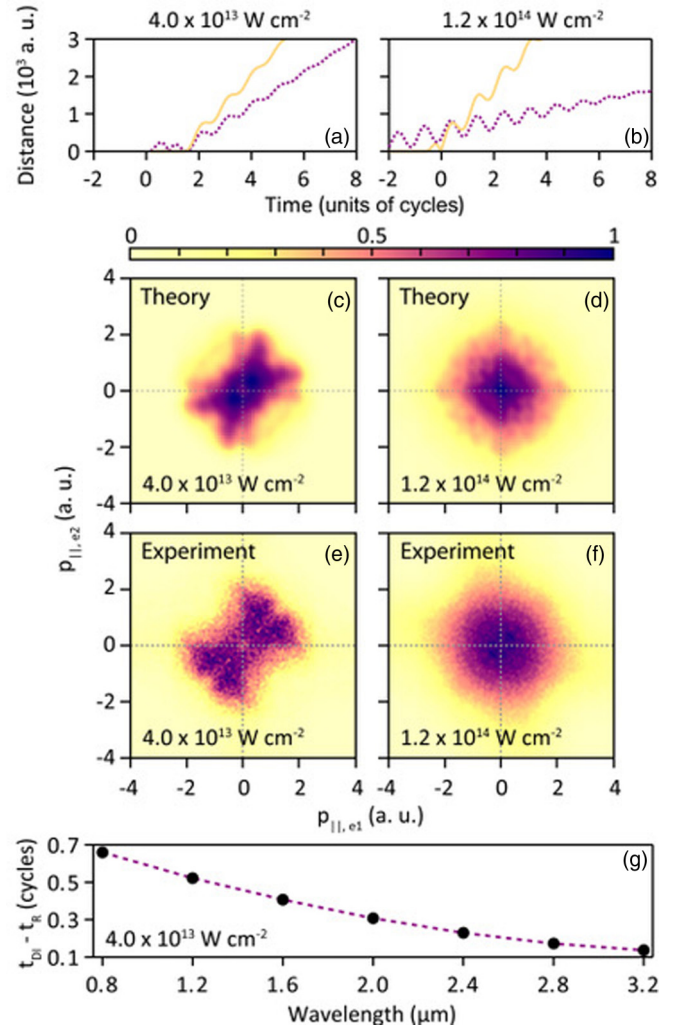 4.0 x 10¹³ W cm⁻² 1.2 x 10¹⁴ W cm⁻²
Distance (10³ a. u.)
3
2
1
0
(a) (b)
-2 0 2 4 6 8 -2 0 2 4 6 8
Time (units of cycles)
0 0.5 1
4
2
0
-2
-4
Theory (c) Theory (d)
4.0 x 10¹³ W cm⁻² 1.2 x 10¹⁴ W cm⁻²
p||, e2 (a. u.)
4
2
0
-2
-4
Experiment (e) Experiment (f)
4.0 x 10¹³ W cm⁻² 1.2 x 10¹⁴ W cm⁻²
-4 -2 0 2 4 -4 -2 0 2 4
p||, e1 (a. u.)
tDI - tR (cycles)
0.7
0.5
0.3
0.1
(g)
4.0 x 10¹³ W cm⁻²
0.8 1.2 1.6 2.0 2.4 2.8 3.2
Wavelength (μm)